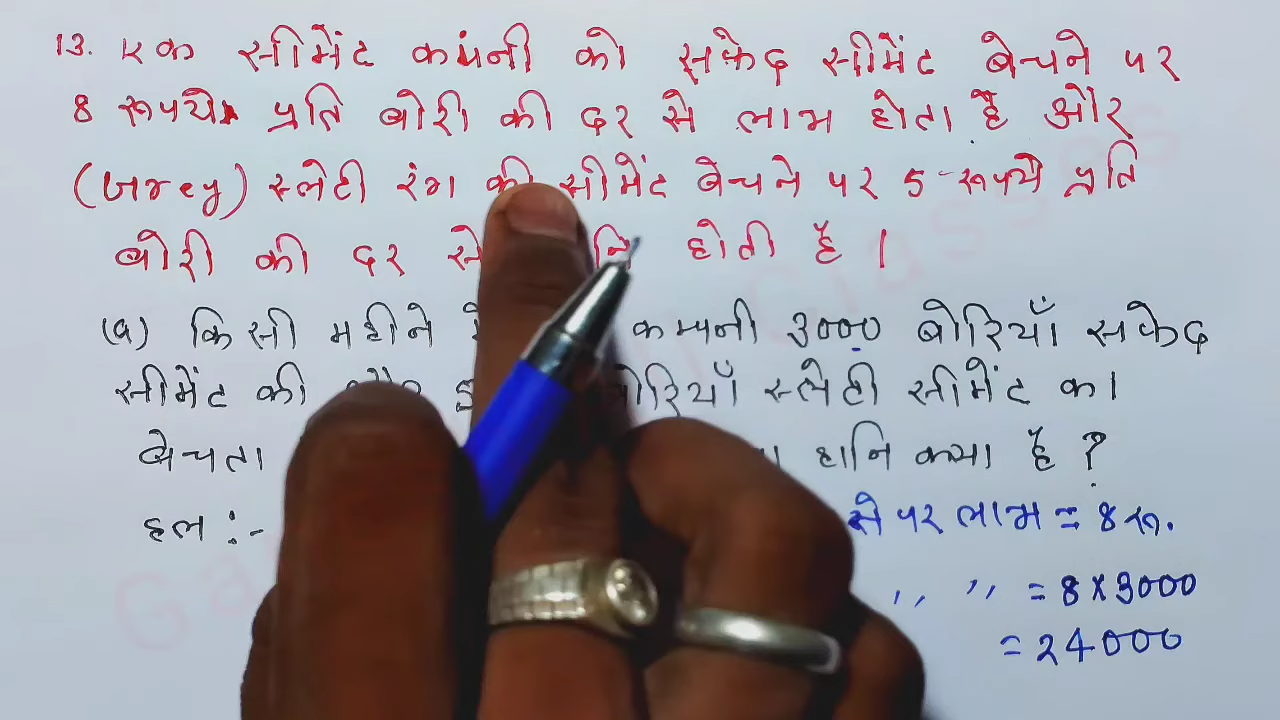 13. एक सीमेंट कंपनी को सफ़ेद सीमेंट बेचने पर
8 रूपये प्रति बोरी की दर से लाभ होता है और
(Grey) स्लेटी रंग की सीमेंट बेचने पर 5 रूपये प्रति
बोरी की दर से होती है ।
(a) किसी महीने में कम्पनी 3000 बोरियाँ सफेद
सीमेंट की 5 बोरियाँ स्लेटी सीमेंट का
बेचता हानि क्या है ?
हल :- से पर लाभ = 8 रू.
,, ,, = 8 × 3000
= 24000